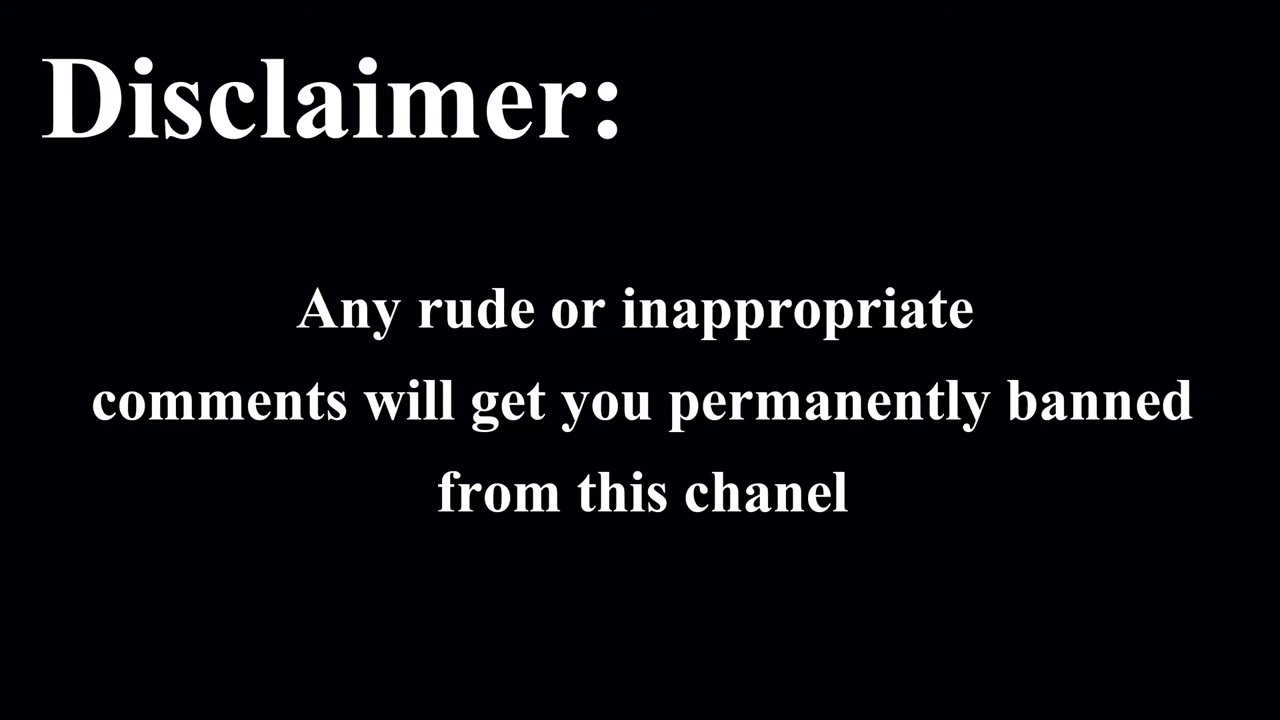 Disclaimer:
Any rude or inappropriate
comments will get you permanently banned
from this chanel